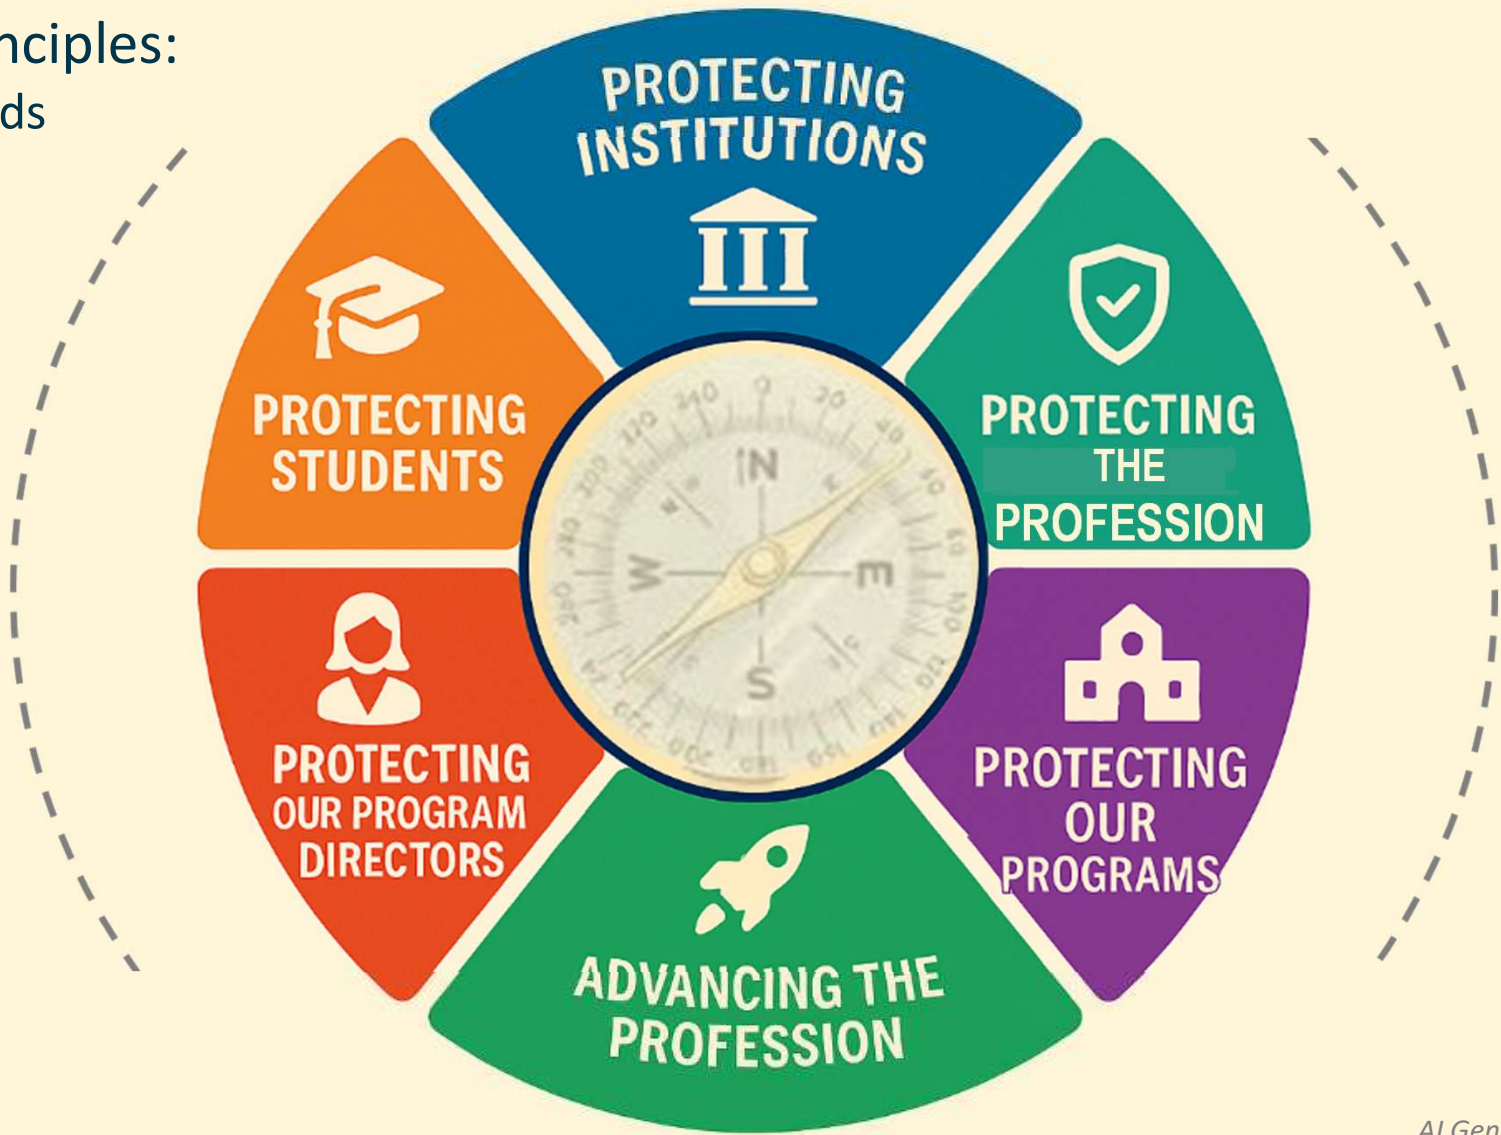 nciples:
ds
PROTECTING
INSTITUTIONS
PROTECTING
STUDENTS
PROTECTING
THE
PROFESSION
PROTECTING
OUR PROGRAM
DIRECTORS
PROTECTING
OUR
PROGRAMS
ADVANCING THE
PROFESSION
N
W
E
S
AI Gen